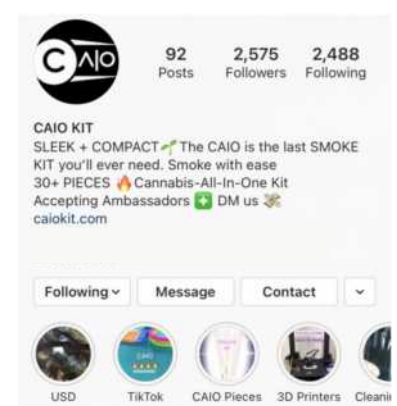 CAIO
92 2,575 2,488
Posts Followers Following
CAIO KIT
SLEEK + COMPACT🌱The CAIO is the last SMOKE
KIT you'll ever need. Smoke with ease
30+ PIECES 🔥Cannabis-All-In-One Kit
Accepting Ambassadors ➕ DM us 💸
caiokit.com
Following Message Contact
CAIO
USD TikTok CAIO Pieces 3D Printers